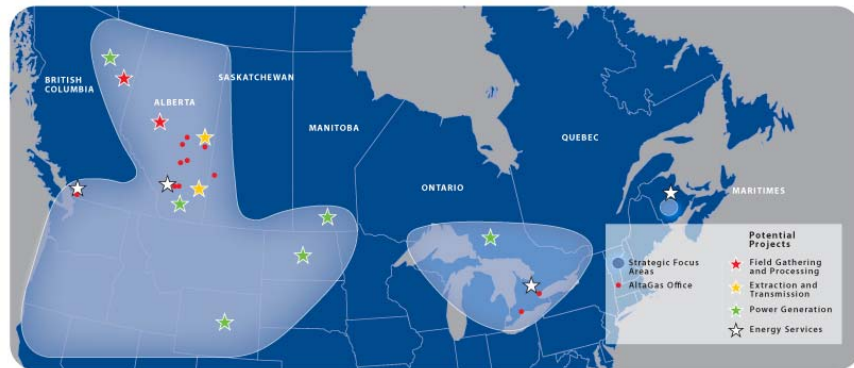 BRITISH
COLUMBIA
ALBERTA
SASKATCHEWAN
MANITOBA
ONTARIO
QUEBEC
MARITIMES
Strategic Focus
Areas
AltaGas Office
Potential
Projects
Field Gathering
and Processing
Extraction and
Transmission
Power Generation
Energy Services